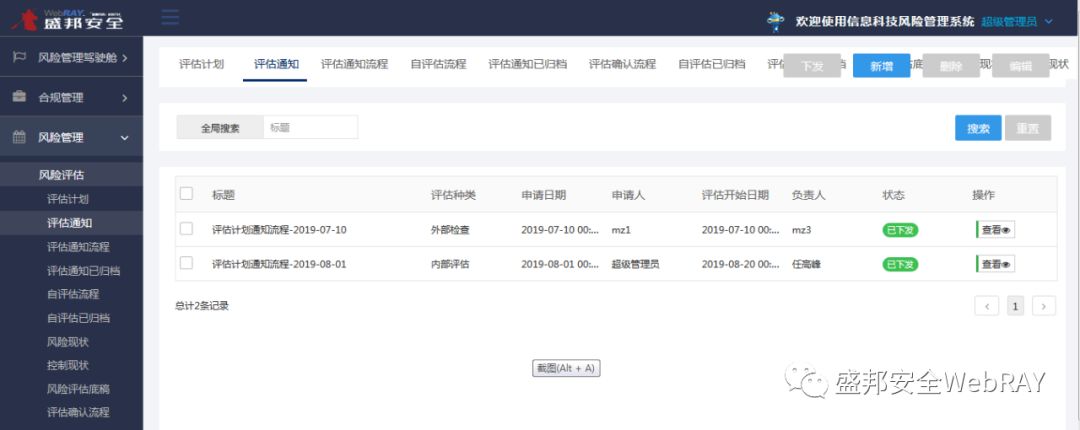 WebRAY
盛邦安全
欢迎使用信息科技风险管理系统 超级管理员
风险管理驾驶舱
合规管理
风险管理
风险评估
评估计划
评估通知
评估通知流程
评估通知已归档
自评估流程
自评估已归档
风险现状
控制现状
风险评估底稿
评估确认流程
评估计划 评估通知 评估通知流程 自评估流程 评估通知已归档 评估确认流程 自评估已归档
下发 新增 删除 编辑
全局搜索 标题 搜索 重置
标题 评估种类 申请日期 申请人 评估开始日期 负责人 状态 操作
评估计划通知流程-2019-07-10 外部检查 2019-07-10 00:... mz1 2019-07-10 00:... mz3 已下发 查看
评估计划通知流程-2019-08-01 内部评估 2019-08-01 00:... 超级管理员 2019-08-20 00:... 任高峰 已下发 查看
总计2条记录 < 1 >
截图(Alt + A)
盛邦安全WebRAY